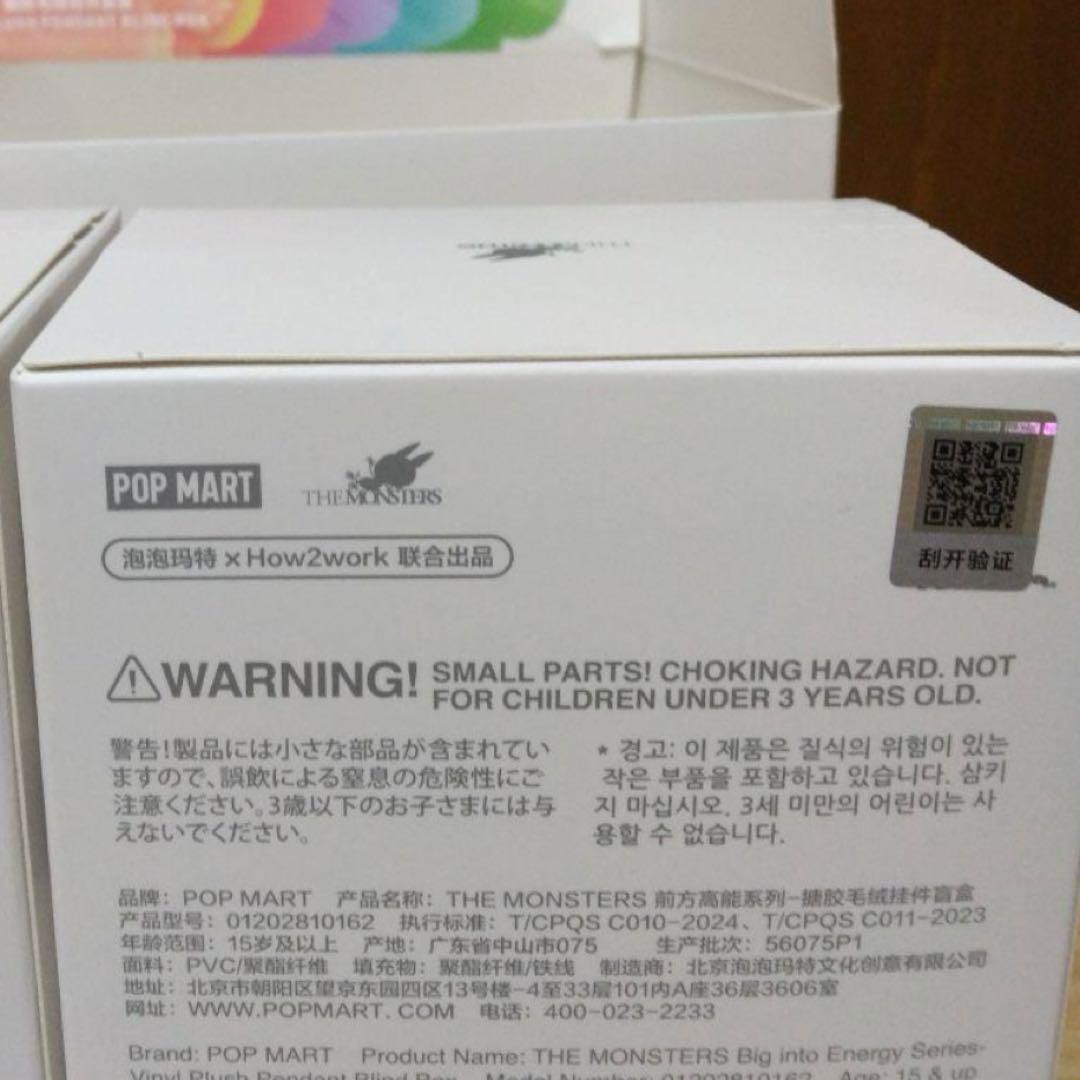 POP MART
THE MONSTERS
泡泡玛特 × How2work 联合出品
刮开验证
WARNING! SMALL PARTS! CHOKING HAZARD. NOT
FOR CHILDREN UNDER 3 YEARS OLD.
警告!製品には小さな部品が含まれてい
ますので、誤飲による窒息の危険性にご
注意ください。3歳以下のお子さまには与
えないでください。
* 경고: 이 제품은 질식의 위험이 있는
작은 부품을 포함하고 있습니다. 삼키
지 마십시오. 3세 미만의 어린이는 사
용할 수 없습니다.
品牌: POP MART 产品名称: THE MONSTERS 前方高能系列-搪胶毛绒挂件盲盒
产品型号: 01202810162 执行标准: T/CPQS C010-2024、T/CPQS C011-2023
年龄范围: 15岁及以上 产地: 广东省中山市075 生产批次: 56075P1
面料: PVC/聚酯纤维 填充物: 聚酯纤维/铁线 制造商: 北京泡泡玛特文化创意有限公司
地址: 北京市朝阳区望京东园四区13号楼-4至33层101内A座36层3606室
网址: WWW.POPMART.COM 电话: 400-023-2233
Brand: POP MART Product Name: THE MONSTERS Big into Energy Series-
Vinyl Plush Pendant Blind Box Model Number: 01202810162 Age: 15 & up